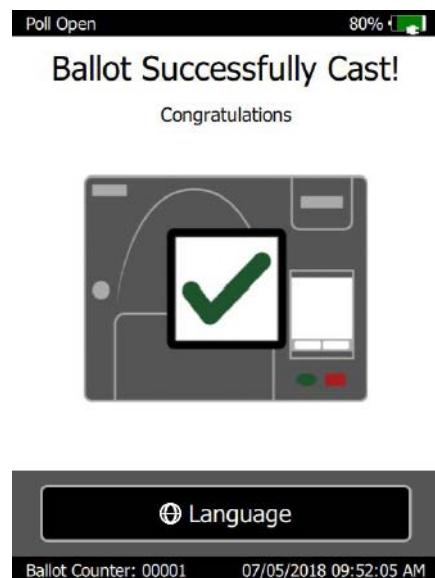 Poll Open 80%
Ballot Successfully Cast!
Congratulations
Language
Ballot Counter: 00001 07/05/2018 09:52:05 AM